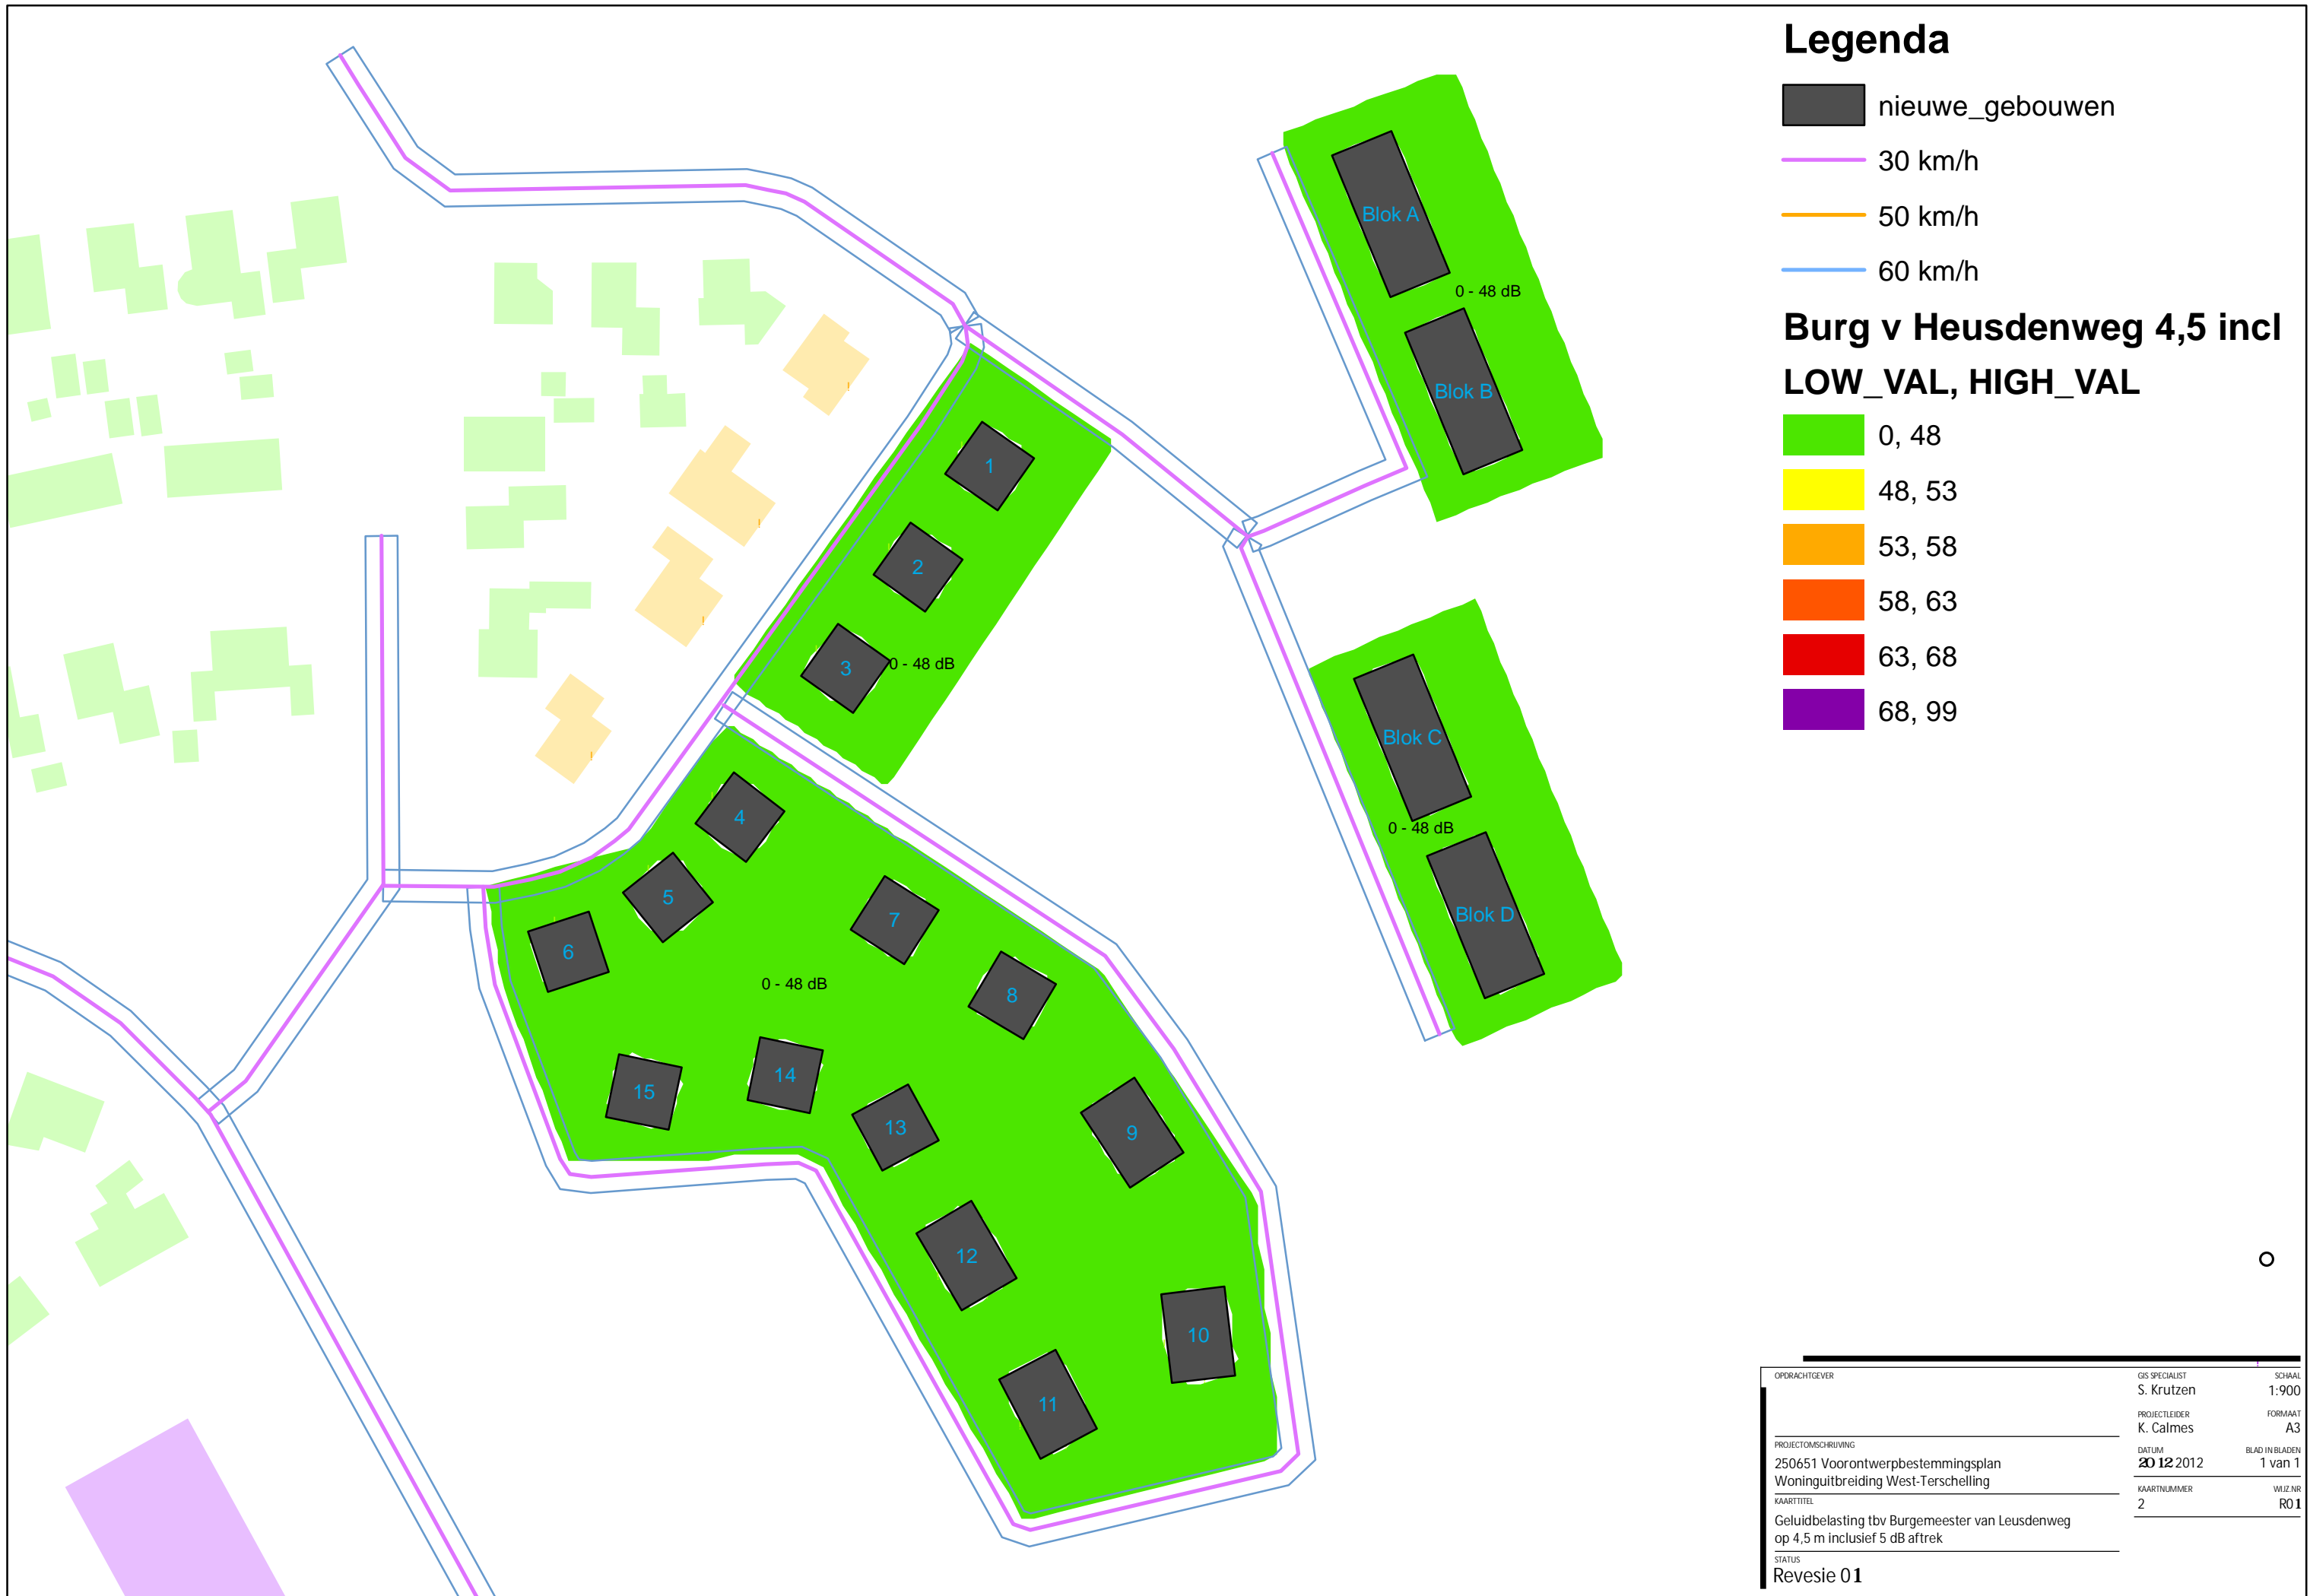 Legenda
nieuwe_gebouwen
30 km/h
50 km/h
60 km/h
Burg v Heusdenweg 4,5 incl
LOW_VAL, HIGH_VAL
0, 48
48, 53
53, 58
58, 63
63, 68
68, 99
Blok A
0 - 48 dB
Blok B
1
2
3
0 - 48 dB
Blok C
0 - 48 dB
Blok D
4
5
6
7
8
0 - 48 dB
15
14
13
9
12
10
11
OPDRACHTGEVER
GIS SPECIALIST
SCHAAL
S. Krutzen
1:900
PROJECTLEIDER
FORMAAT
K. Calmes
A3
PROJECTOMSCHRIJVING
250651 Voorontwerpbestemmingsplan
Woninguitbreiding West-Terschelling
DATUM
BLAD IN BLADEN
20 12 2012
1 van 1
KAARTNUMMER
WIJZ.NR
2
R01
KAARTTITEL
Geluidbelasting tbv Burgemeester van Leusdenweg
op 4,5 m inclusief 5 dB aftrek
STATUS
Revesie 01